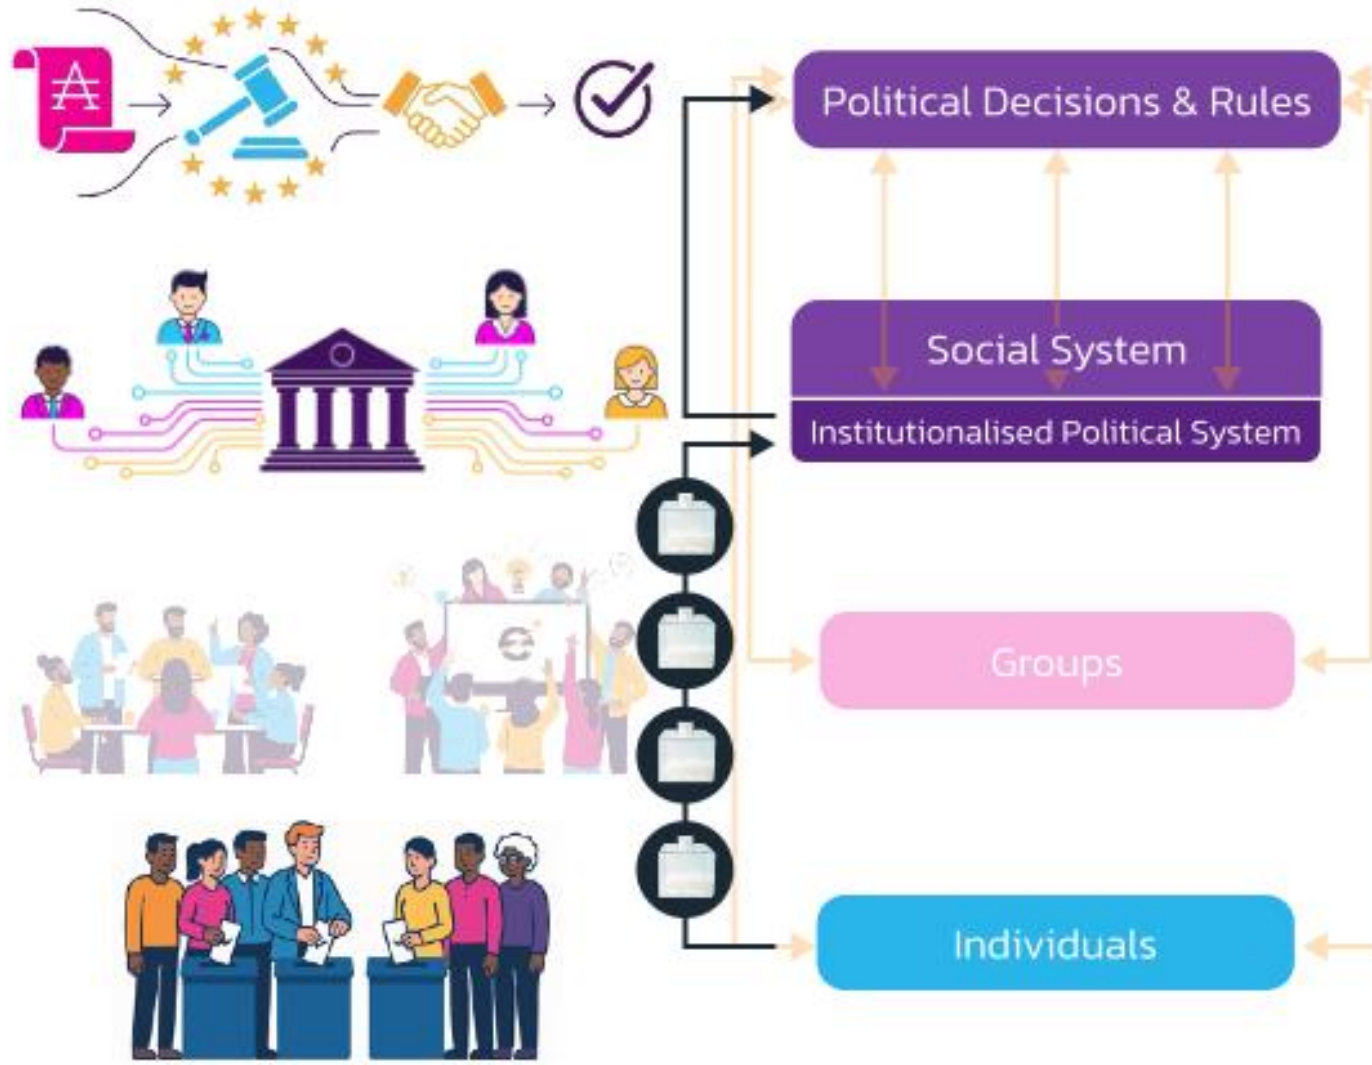 Political Decisions & Rules
Social System
Institutionalised Political System
Groups
Individuals